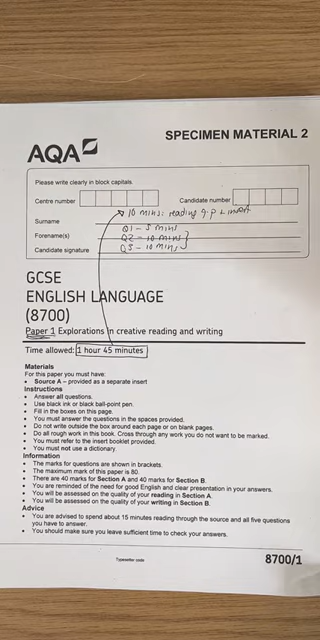 SPECIMEN MATERIAL 2
AQA
Please write clearly in block capitals.
Centre number Candidate number
10 mins: reading q.p + insert
Surname
Q1 - 5 mins
Forename(s)
Q2 - 10 mins
Candidate signature
Q3 - 10 mins
GCSE
ENGLISH LANGUAGE
(8700)
Paper 1 Explorations in creative reading and writing
Time allowed: 1 hour 45 minutes
Materials
For this paper you must have:
• Source A – provided as a separate insert
Instructions
• Answer all questions.
• Use black ink or black ball-point pen.
• Fill in the boxes on this page.
• You must answer the questions in the spaces provided.
• Do not write outside the box around each page or on blank pages.
• Do all rough work in this book. Cross through any work you do not want to be marked.
• You must refer to the insert booklet provided.
• You must not use a dictionary.
Information
• The marks for questions are shown in brackets.
• The maximum mark for this paper is 80.
• There are 40 marks for Section A and 40 marks for Section B.
• You are reminded of the need for good English and clear presentation in your answers.
• You will be assessed on the quality of your reading in Section A.
• You will be assessed on the quality of your writing in Section B.
Advice
• You are advised to spend about 15 minutes reading through the source and all five questions
you have to answer.
• You should make sure you leave sufficient time to check your answers.
Typesetter code
8700/1